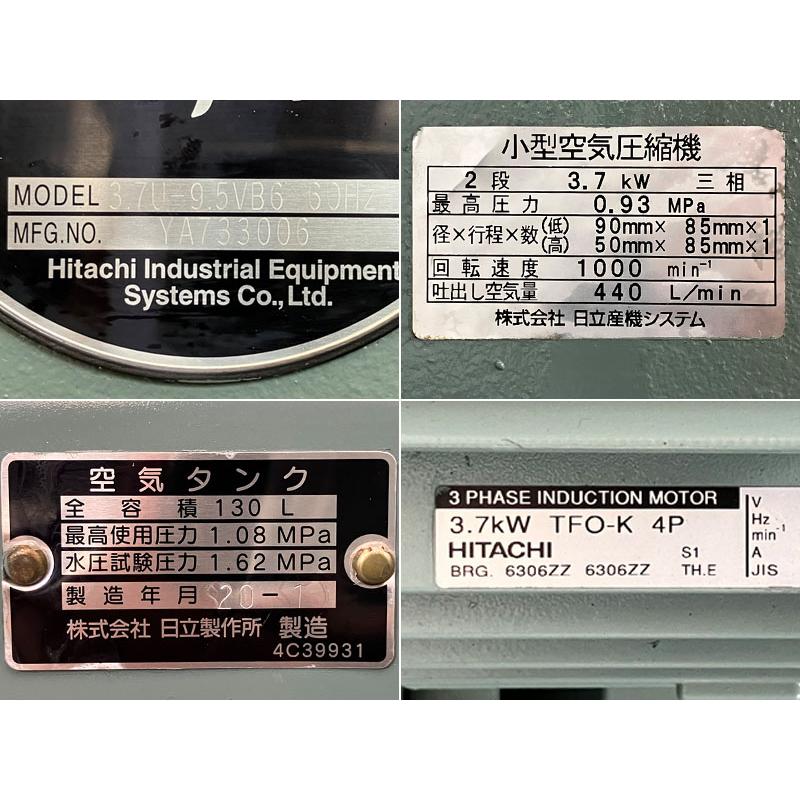 MODEL 3.7U-9.5VB6 60Hz
MFG.NO. YA733006
Hitachi Industrial Equipment
Systems Co.,Ltd.
小型空気圧縮機
2段 3.7 kW 三相
最高圧力 0.93 MPa
径×行程×数 (低) 90mm× 85mm×1
(高) 50mm× 85mm×1
回転速度 1000 min⁻¹
吐出し空気量 440 L/min
株式会社 日立産機システム
空気タンク
全容積 130 L
最高使用圧力 1.08 MPa
水圧試験圧力 1.62 MPa
製造年月 20-1
株式会社 日立製作所 製造
4C39931
3 PHASE INDUCTION MOTOR
3.7kW TFO-K 4P
HITACHI S1
BRG. 6306ZZ 6306ZZ TH.E
V
Hz
min⁻¹
A
JIS